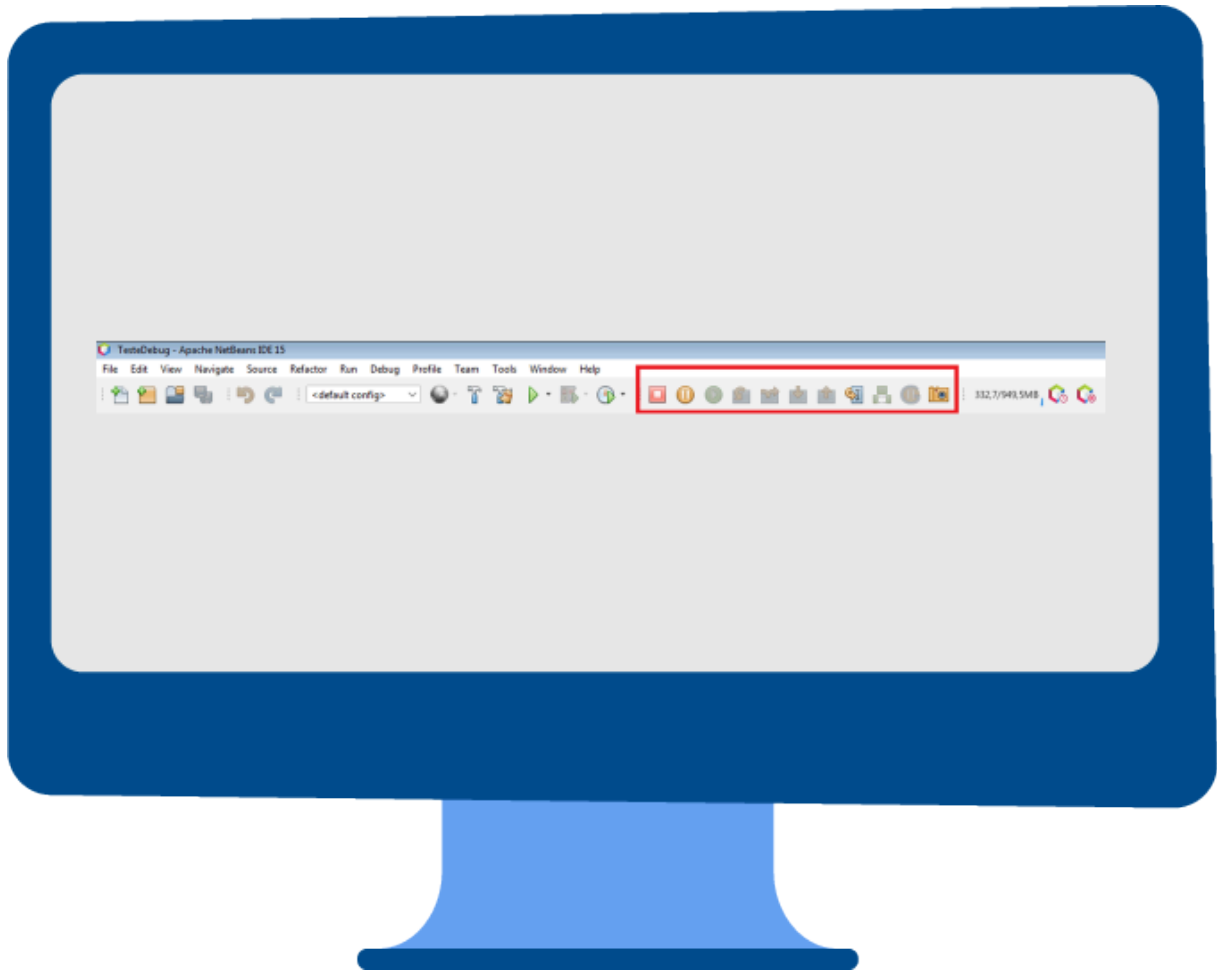 TesteDebug - Apache NetBeans IDE 15
File Edit View Navigate Source Refactor Run Debug Profile Team Tools Window Help
<default config> 332,7/949,5MB